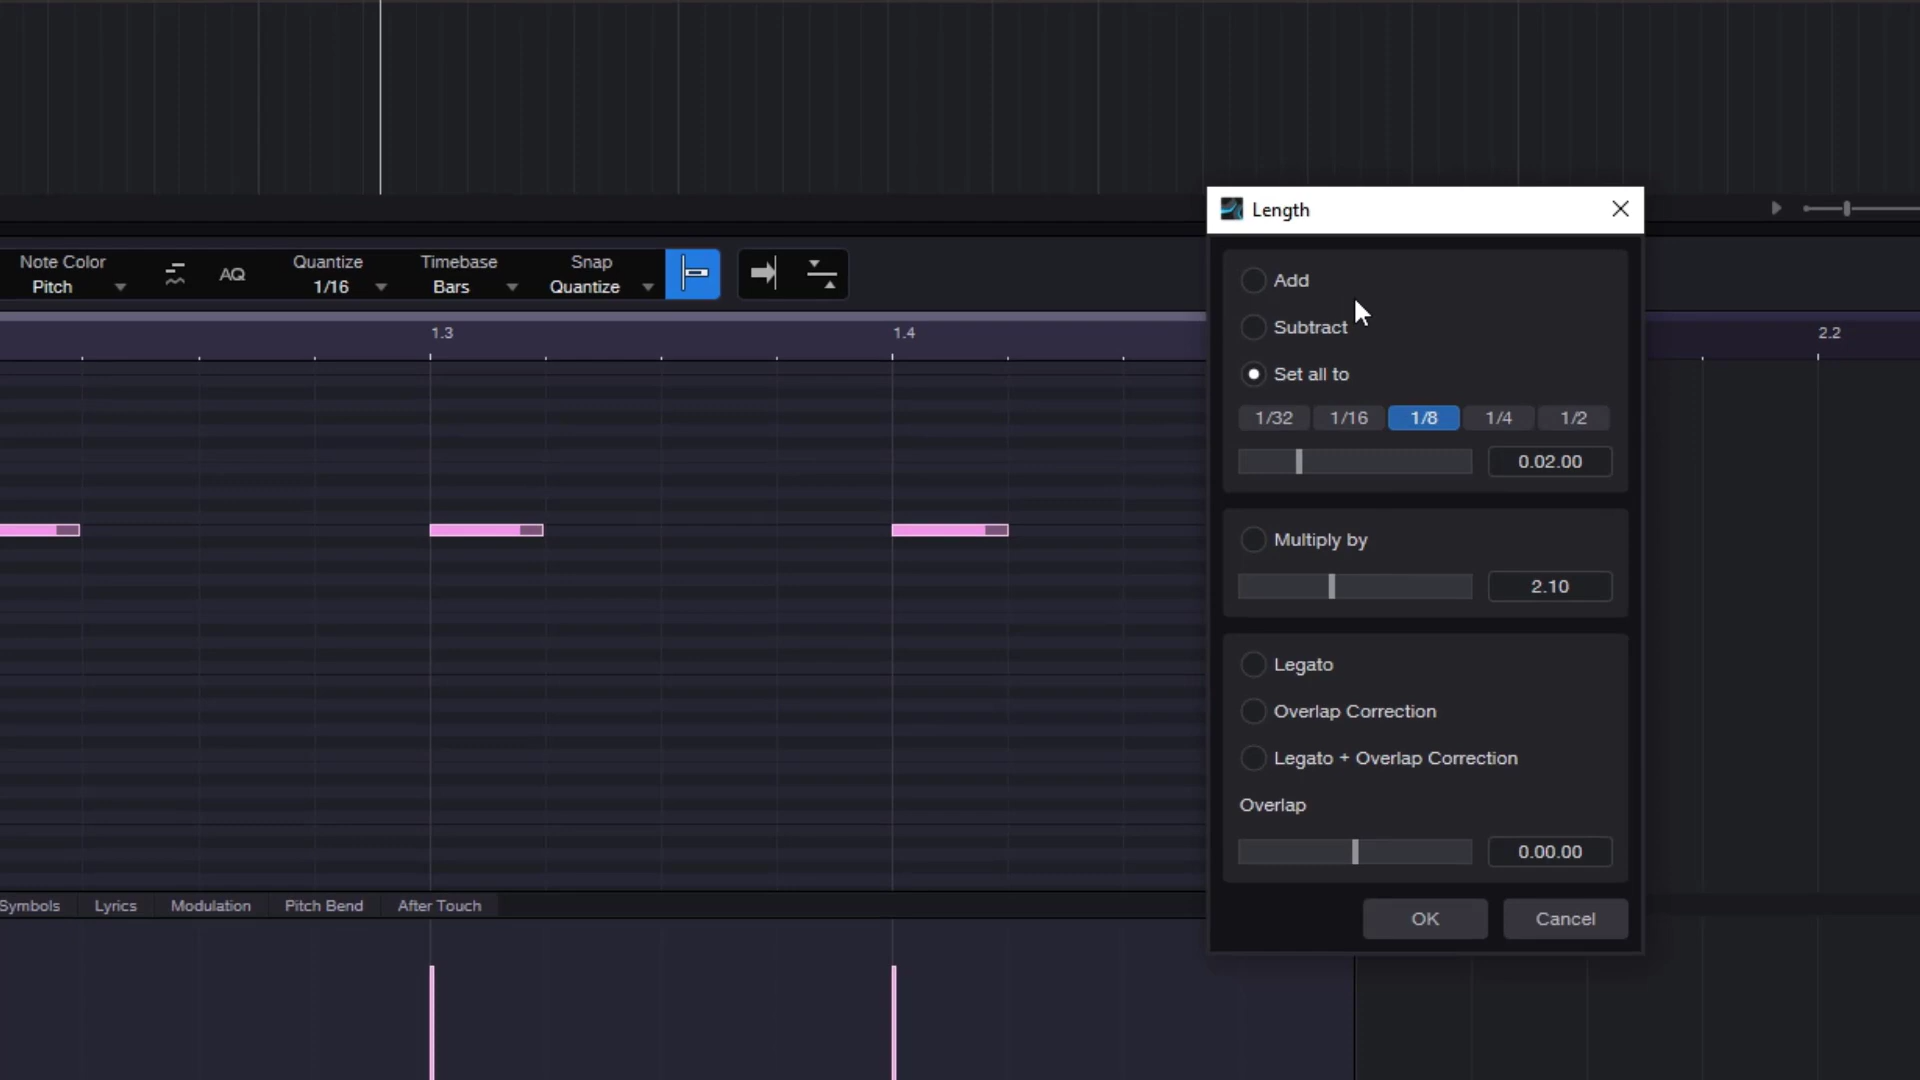 Length
Note Color
Pitch
AQ
Quantize
1/16
Timebase
Bars
Snap
Quantize
1.3
1.4
2.2
Add
Subtract
Set all to
1/32 1/16 1/8 1/4 1/2
0.02.00
Multiply by
2.10
Legato
Overlap Correction
Legato + Overlap Correction
Overlap
0.00.00
OK Cancel
Symbols Lyrics Modulation Pitch Bend After Touch